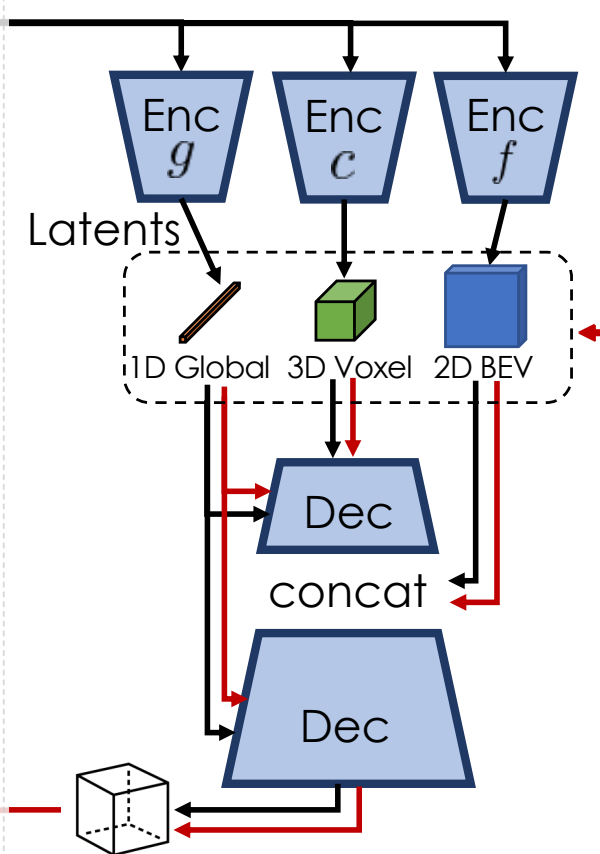 Enc
g
Enc
c
Enc
f
Latents
1D Global
3D Voxel
2D BEV
Dec
concat
Dec